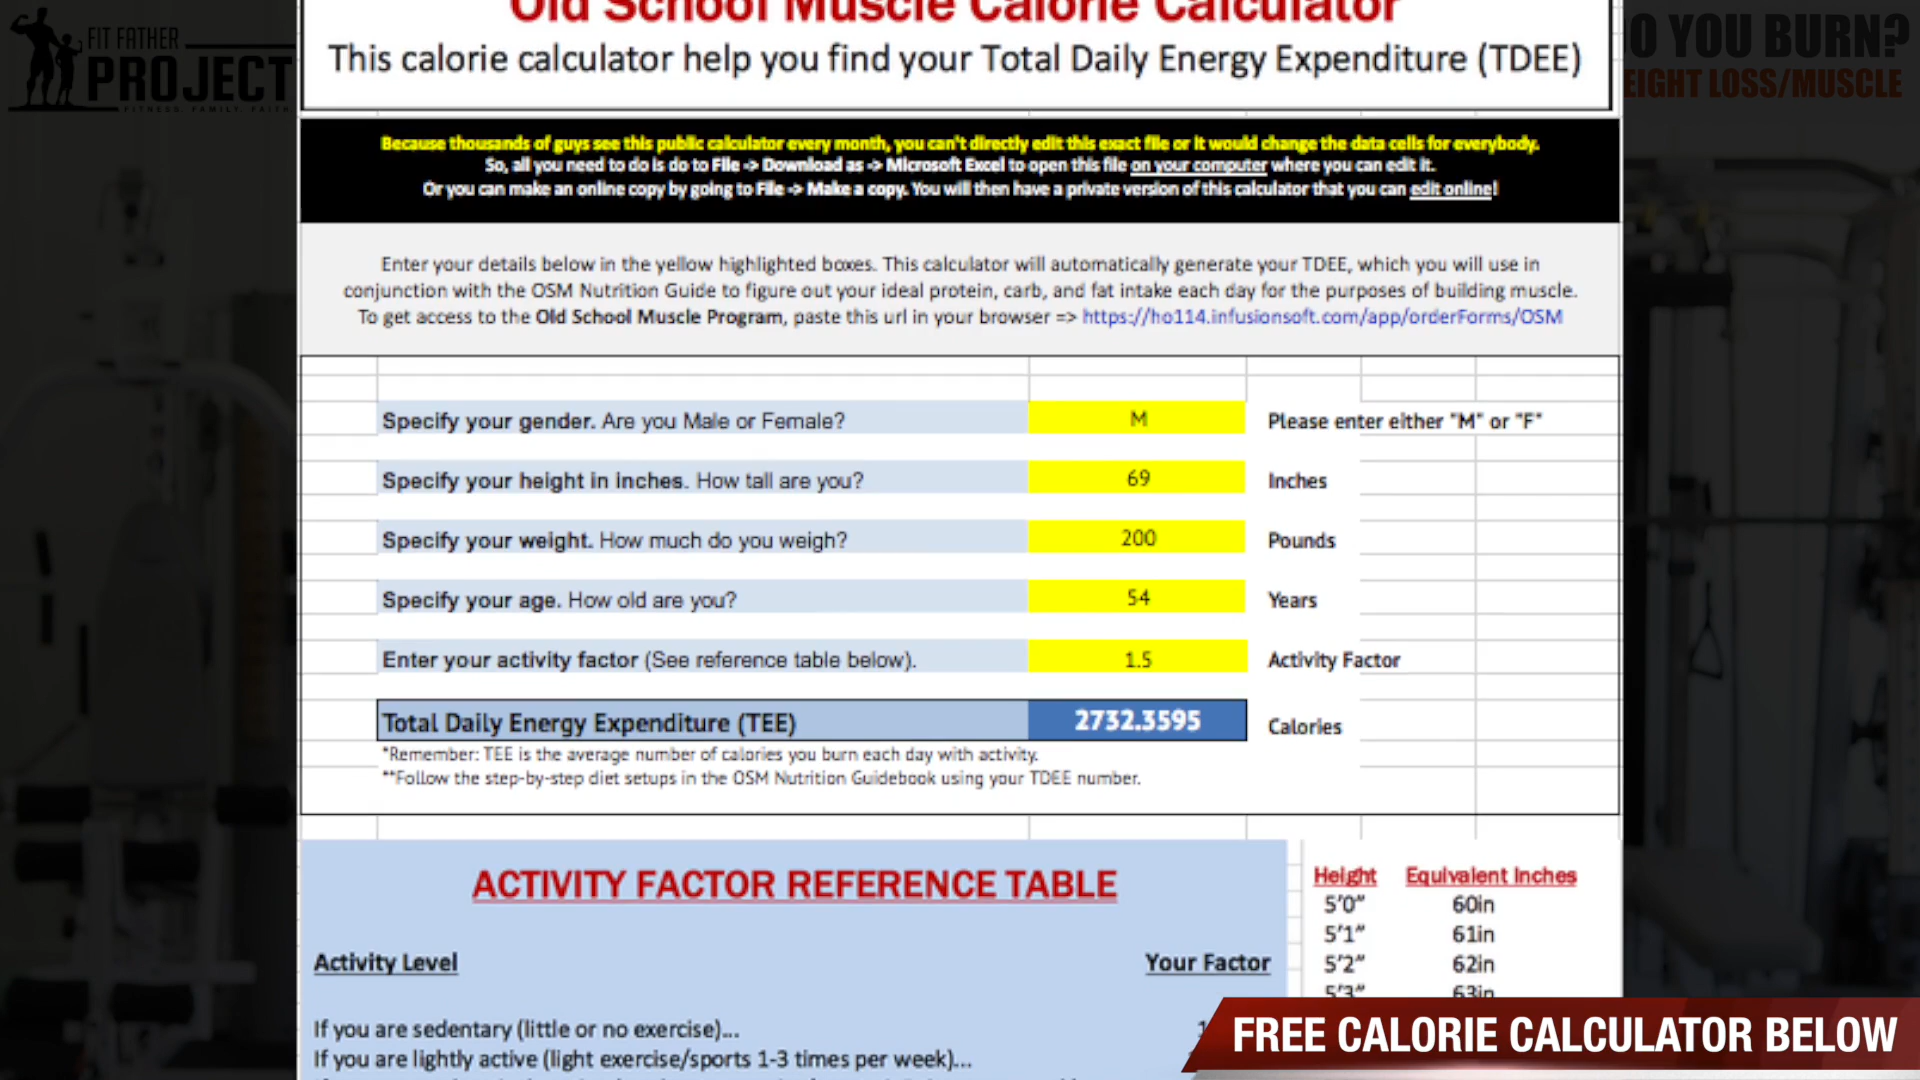 Old School Muscle Calorie Calculator
This calorie calculator help you find your Total Daily Energy Expenditure (TDEE)
FIT FATHER
PROJECT
FITNESS. FAMILY. FAITH.
O YOU BURN?
EIGHT LOSS/MUSCLE
Because thousands of guys see this public calculator every month, you can't directly edit this exact file or it would change the data cells for everybody.
So, all you need to do is do to File -> Download as -> Microsoft Excel to open this file on your computer where you can edit it.
Or you can make an online copy by going to File -> Make a copy. You will then have a private version of this calculator that you can edit online!
Enter your details below in the yellow highlighted boxes. This calculator will automatically generate your TDEE, which you will use in
conjunction with the OSM Nutrition Guide to figure out your ideal protein, carb, and fat intake each day for the purposes of building muscle.
To get access to the Old School Muscle Program, paste this url in your browser => https://ho114.infusionsoft.com/app/orderForms/OSM
Specify your gender. Are you Male or Female? M Please enter either "M" or "F"
Specify your height in inches. How tall are you? 69 Inches
Specify your weight. How much do you weigh? 200 Pounds
Specify your age. How old are you? 54 Years
Enter your activity factor (See reference table below). 1.5 Activity Factor
Total Daily Energy Expenditure (TEE) 2732.3595 Calories
*Remember: TEE is the average number of calories you burn each day with activity.
**Follow the step-by-step diet setups in the OSM Nutrition Guidebook using your TDEE number.
ACTIVITY FACTOR REFERENCE TABLE
Activity Level Your Factor
If you are sedentary (little or no exercise)...
If you are lightly active (light exercise/sports 1-3 times per week)...
Height Equivalent Inches
5'0" 60in
5'1" 61in
5'2" 62in
5'3" 63in
FREE CALORIE CALCULATOR BELOW